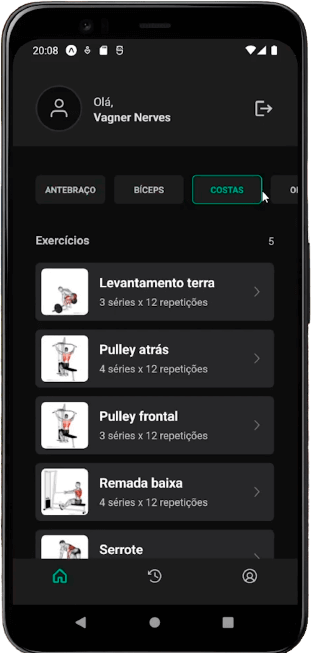 20:08
Olá,
Vagner Nerves
ANTEBRAÇO BÍCEPS COSTAS
Exercícios 5
Levantamento terra
3 séries x 12 repetições
Pulley atrás
4 séries x 12 repetições
Pulley frontal
3 séries x 12 repetições
Remada baixa
4 séries x 12 repetições
Serrote